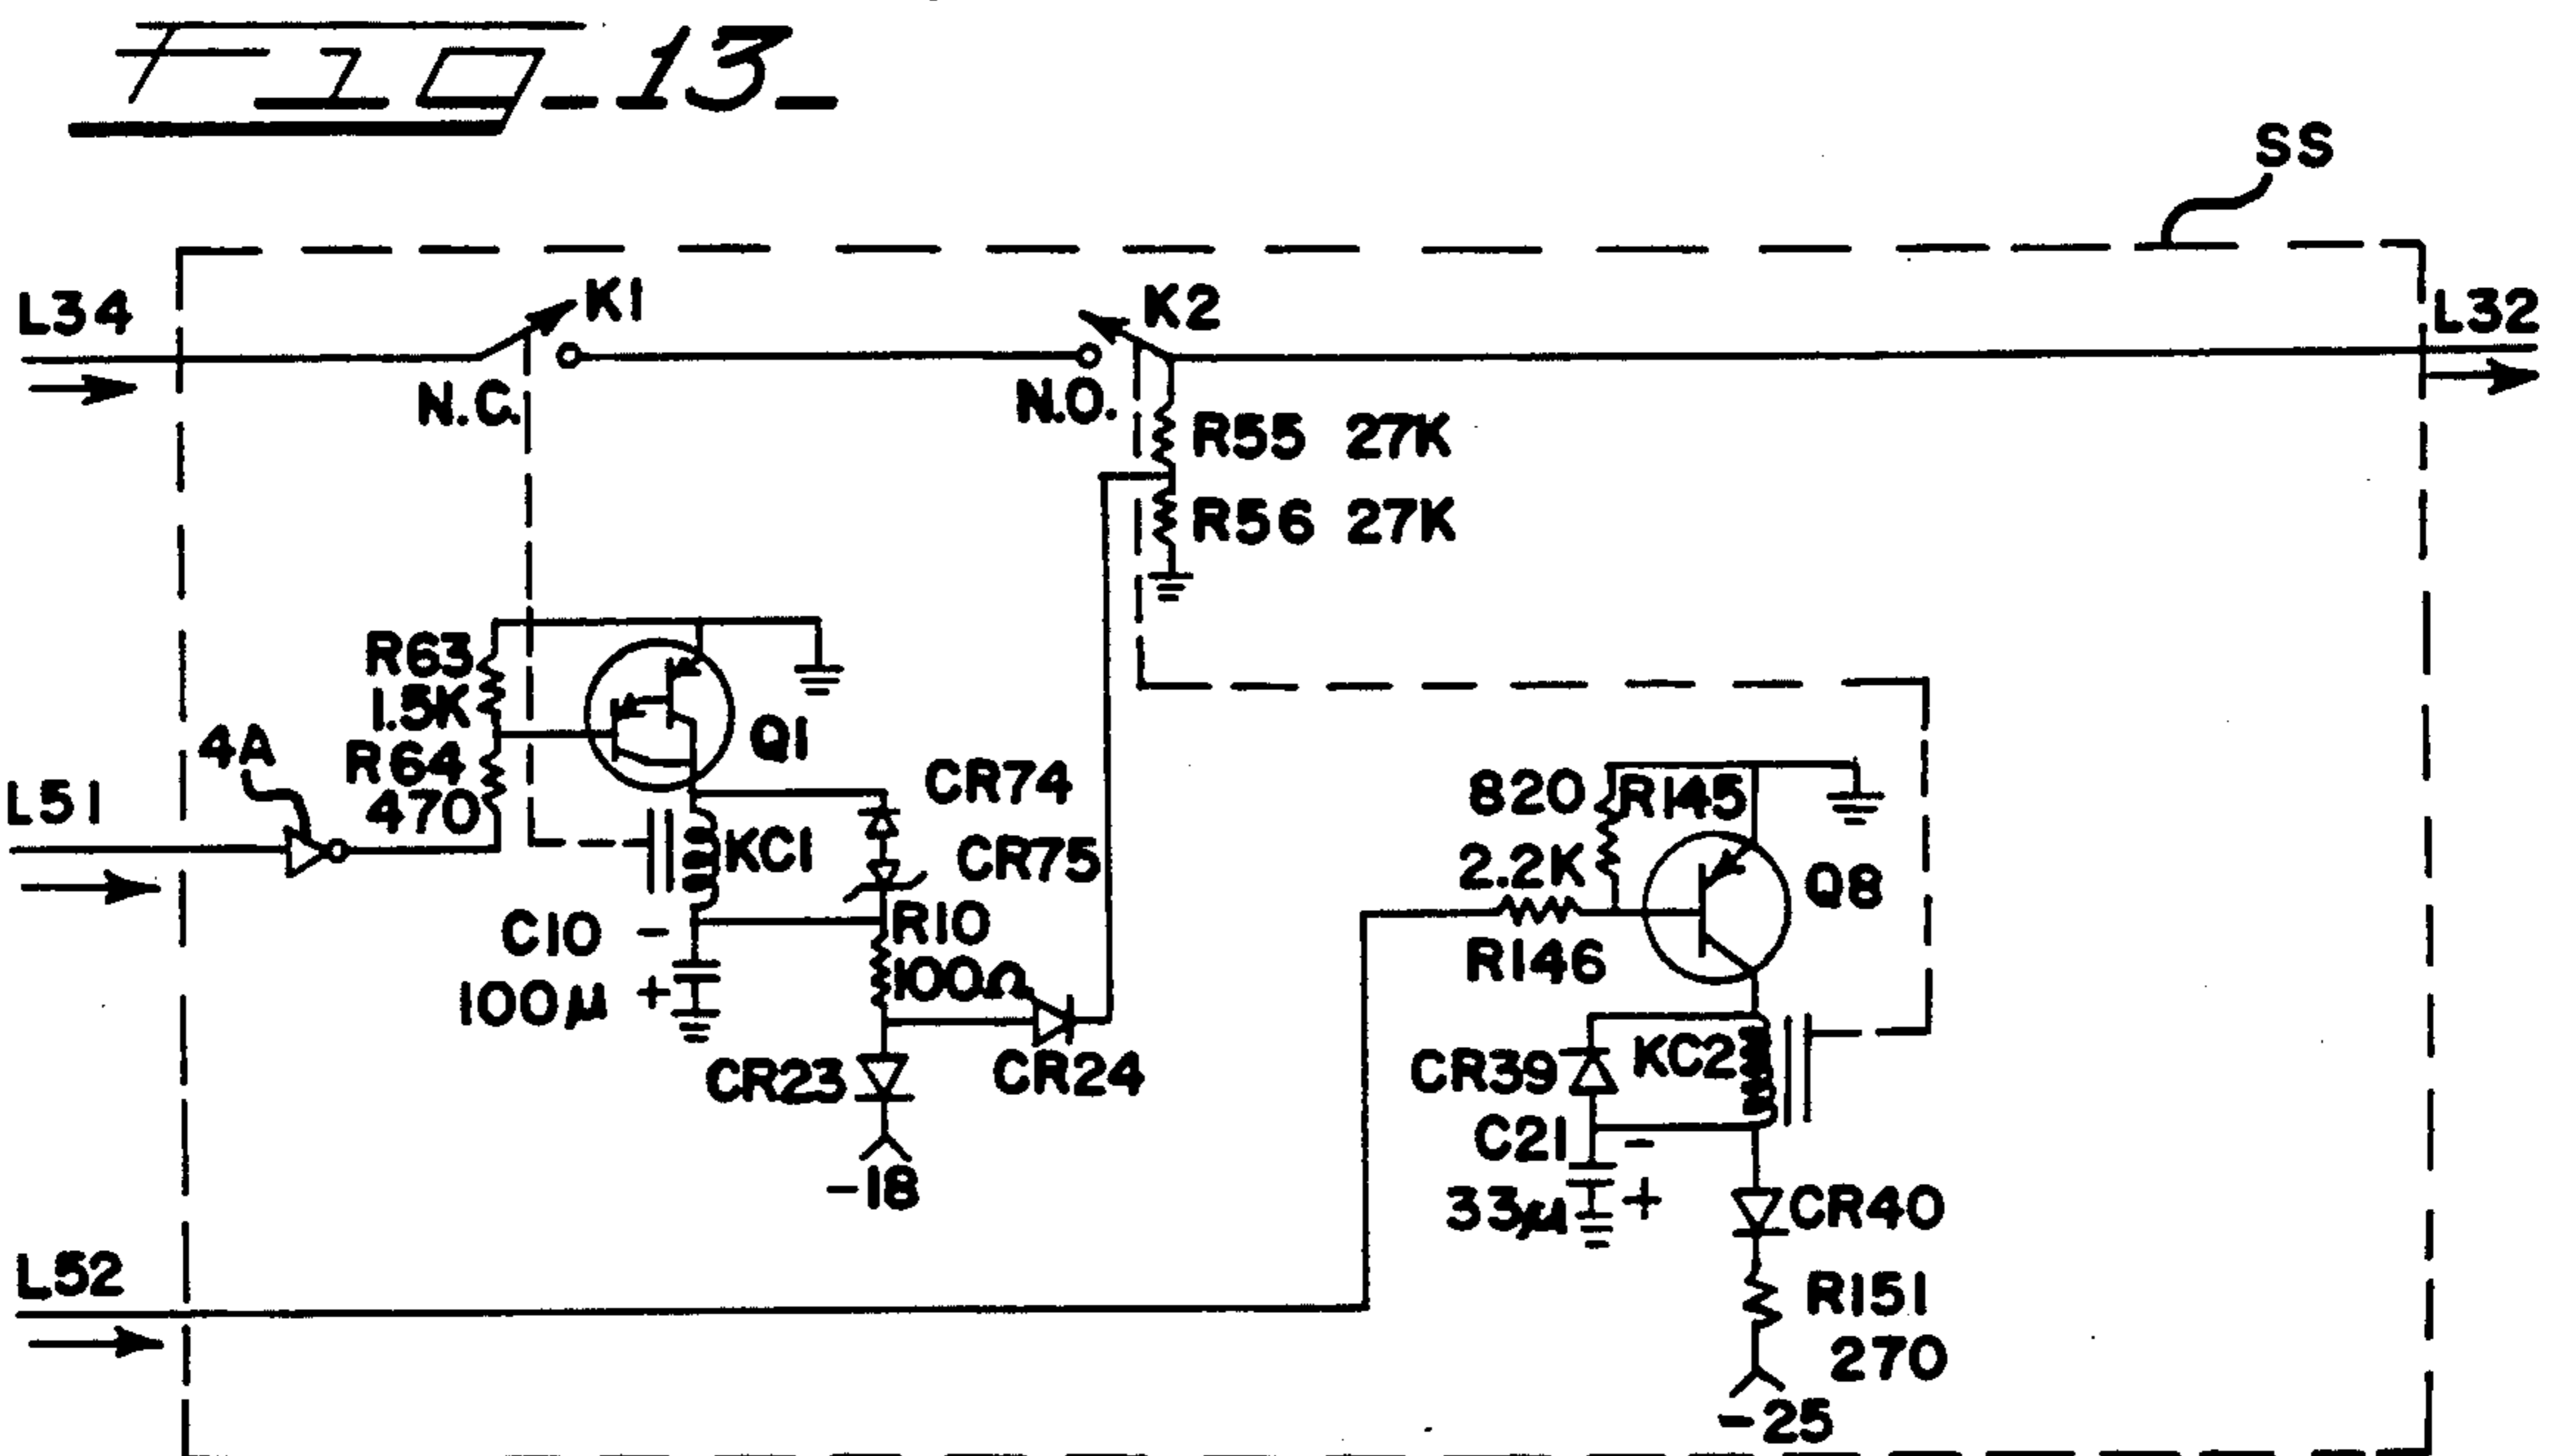 FIG-13-
SS
L34
K1
K2
L32
N.C.
N.O.
R55 27K
R56 27K
R63
1.5K
R64
470
4A
Q1
L51
CR74
CR75
KC1
C10 -
100μ +
R10
100Ω
CR23
CR24
-18
820 R145
2.2K
R146
Q8
CR39
KC2
C21 -
33μ +
CR40
R151
270
-25
L52